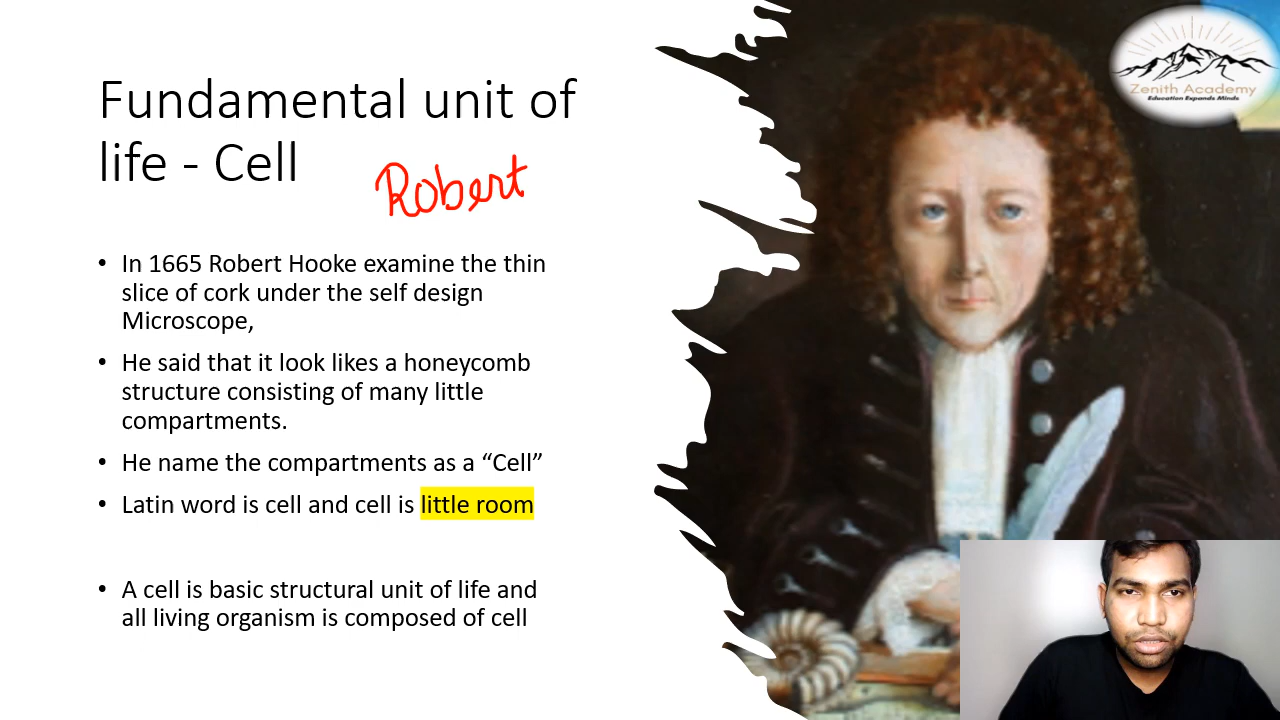 Fundamental unit of
life - Cell
Robert
• In 1665 Robert Hooke examine the thin
slice of cork under the self design
Microscope,
• He said that it look likes a honeycomb
structure consisting of many little
compartments.
• He name the compartments as a “Cell”
• Latin word is cell and cell is little room
• A cell is basic structural unit of life and
all living organism is composed of cell
Zenith Academy
Education Expands Minds